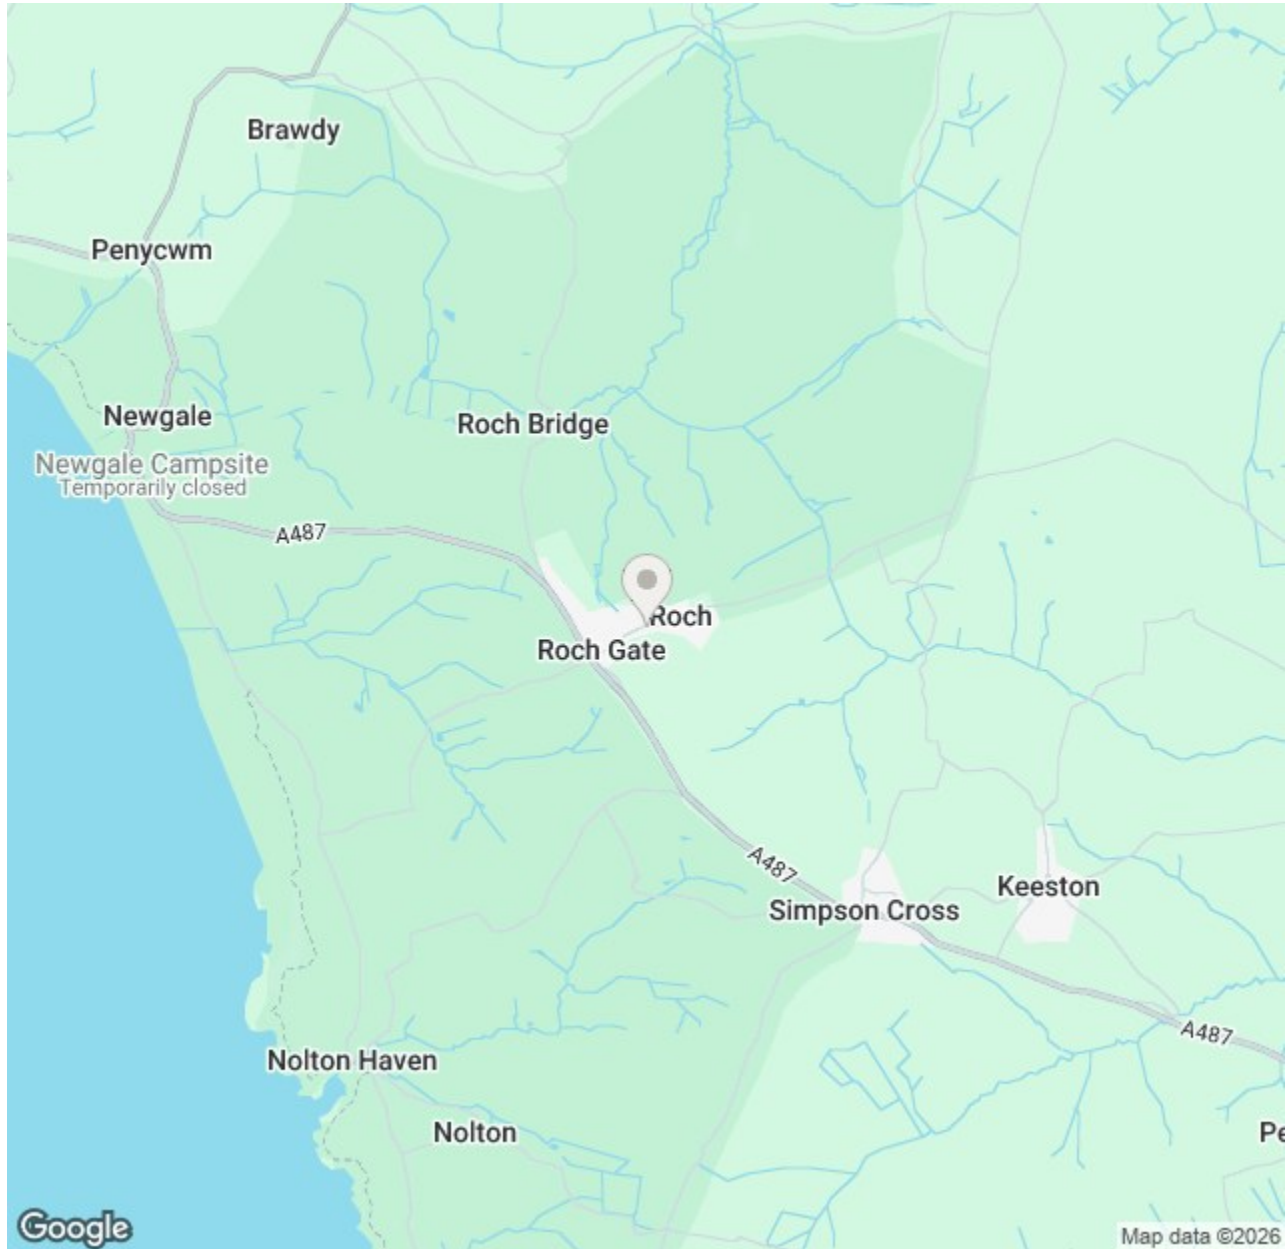 Brawdy
Penycwm
Newgale
Roch Bridge
Newgale Campsite
Temporarily closed
A487
Roch
Roch Gate
A487
Keeston
Simpson Cross
A487
Nolton Haven
Nolton
Pe
Google
Map data ©2026